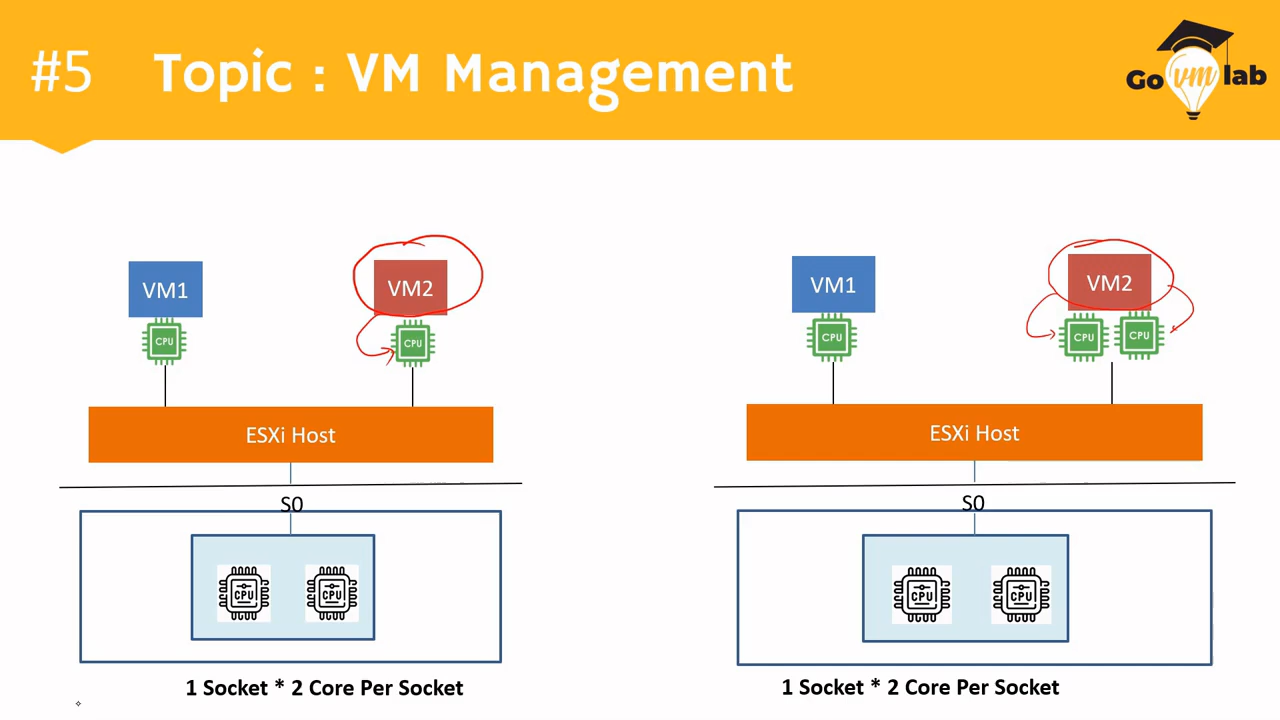 #5 Topic : VM Management
Go vm lab
VM1
VM2
CPU
CPU
ESXi Host
S0
CPU
CPU
1 Socket * 2 Core Per Socket
VM1
VM2
CPU
CPU
CPU
ESXi Host
S0
CPU
CPU
1 Socket * 2 Core Per Socket